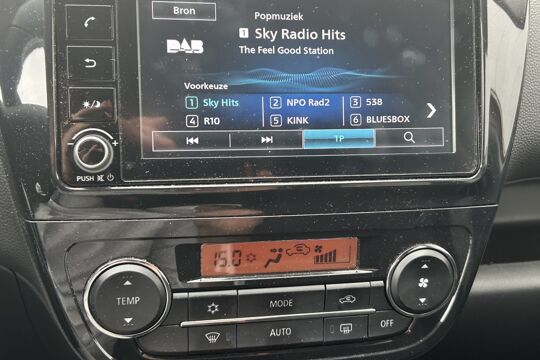 Bron
Popmuziek
1 Sky Radio Hits
DAB
The Feel Good Station
Voorkeuze
1 Sky Hits 2 NPO Rad2 3 538
4 R10 5 KINK 6 BLUESBOX
TP
PUSH
15.0
TEMP
MODE
AUTO
OFF